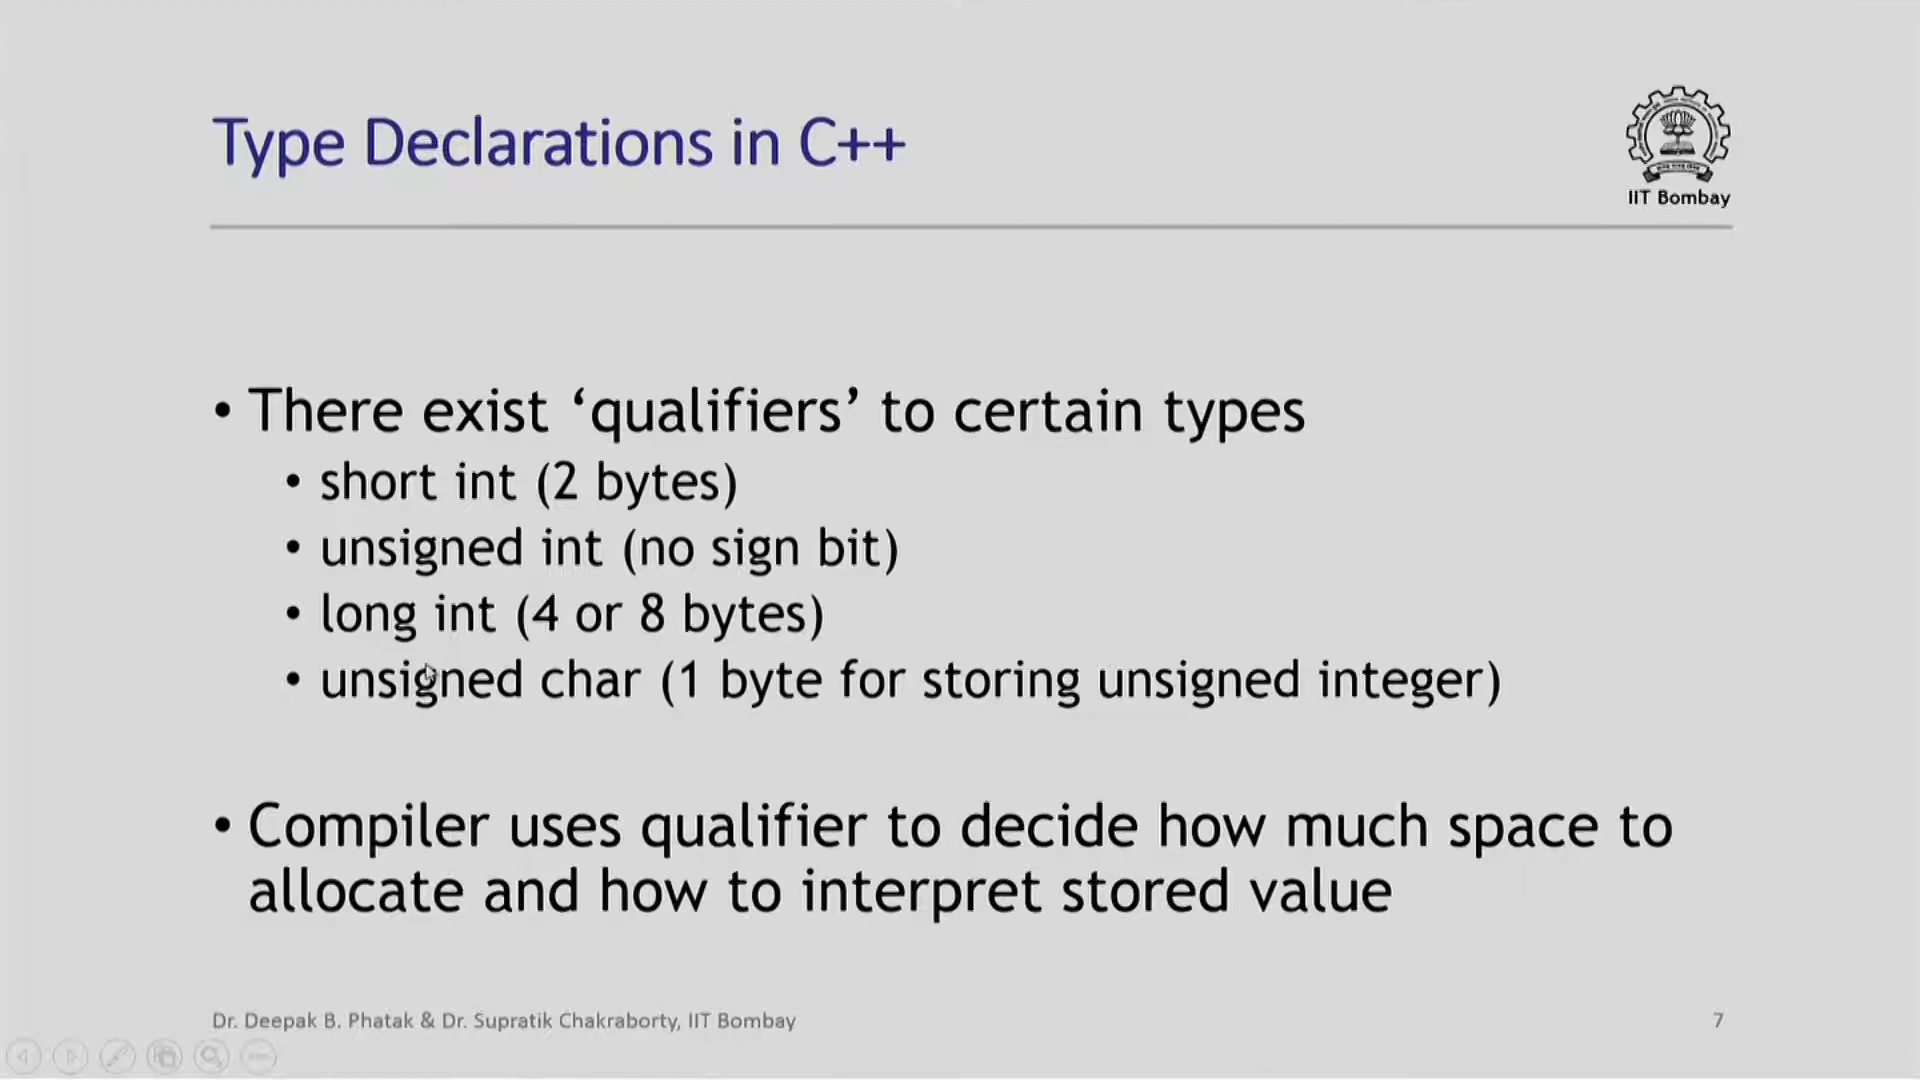 Type Declarations in C++
IIT Bombay
• There exist ‘qualifiers’ to certain types
• short int (2 bytes)
• unsigned int (no sign bit)
• long int (4 or 8 bytes)
• unsigned char (1 byte for storing unsigned integer)
• Compiler uses qualifier to decide how much space to
allocate and how to interpret stored value
Dr. Deepak B. Phatak & Dr. Supratik Chakraborty, IIT Bombay
7